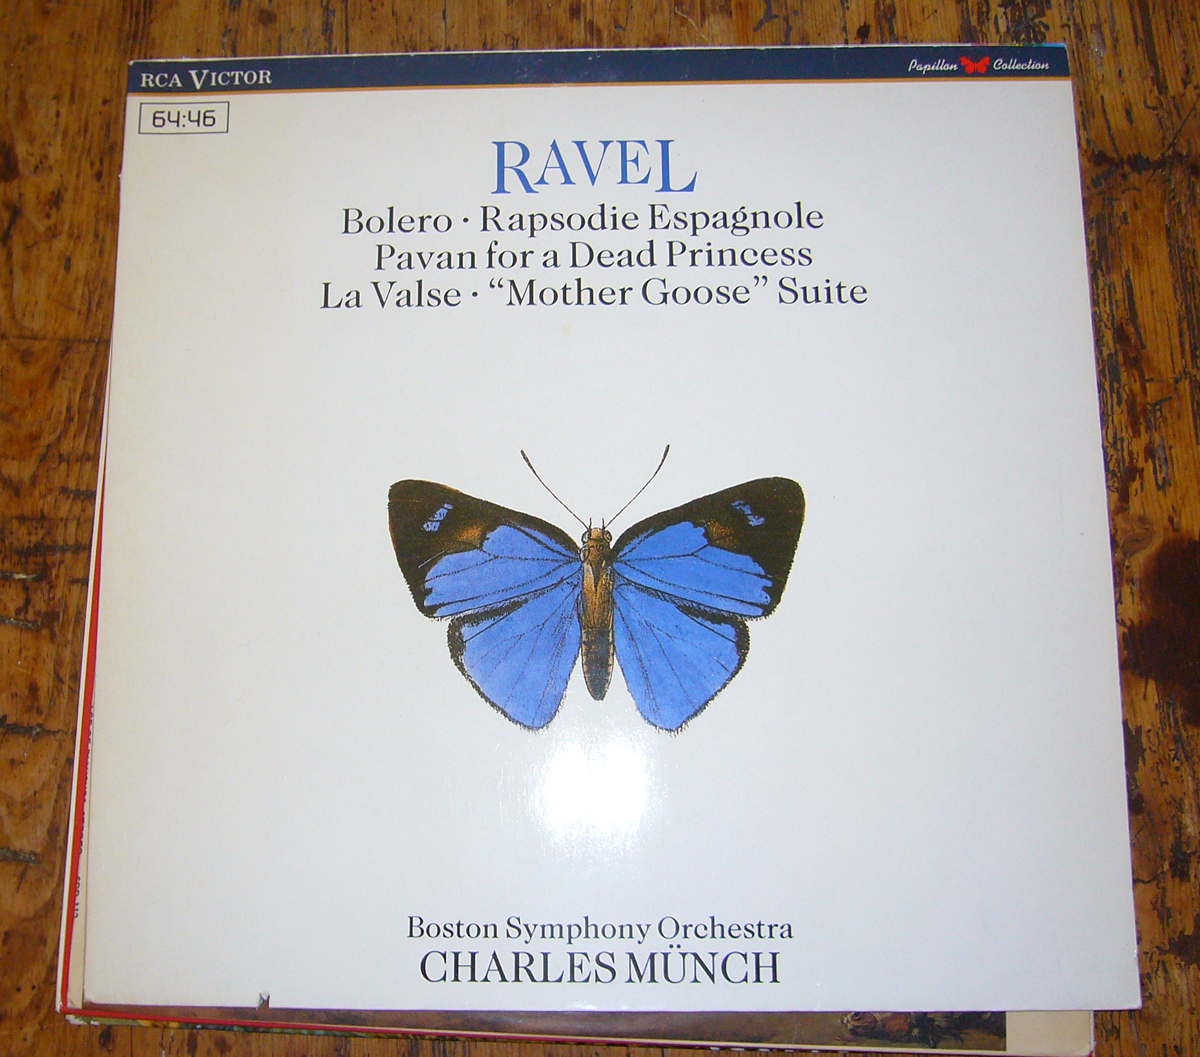 RCA VICTOR
Papillon Collection
64:46
RAVEL
Bolero · Rapsodie Espagnole
Pavan for a Dead Princess
La Valse · “Mother Goose” Suite
Boston Symphony Orchestra
CHARLES MÜNCH